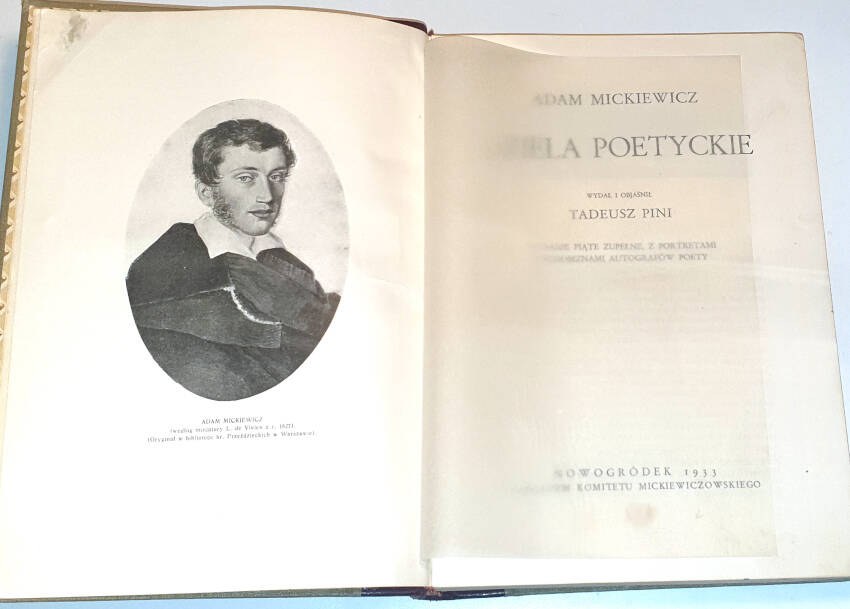 ADAM MICKIEWICZ
(według miniatury L. de Vivien z r.
(Oryginał w bibliotece hr. Przeździeckich w Warszawie).
ADAM MICKIEWICZ
POETYCKIE
WYDAŁ I OBJAŚNIŁ
TADEUSZ PINI
PIĄTE ZUPEŁNE, Z PORTRETAMI
AUTOGRAFÓW POETY
NOWOGRÓDEK 1933
KOMITETU MICKIEWICZOWSKIEGO